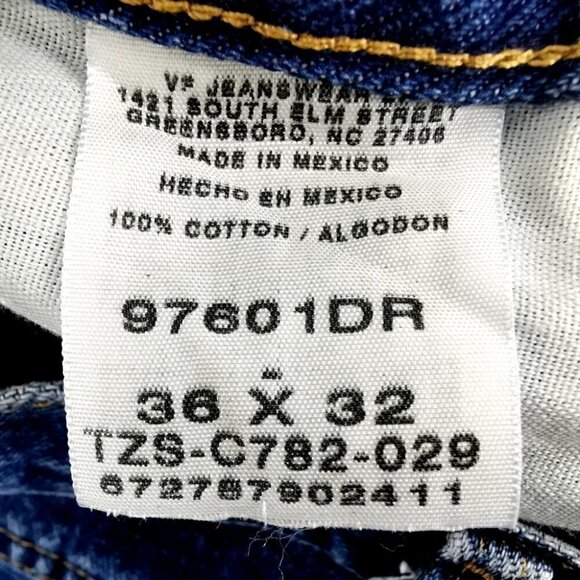 VF JEANSWEAR
1421 SOUTH ELM STREET
GREENSBORO, NC 27406
MADE IN MEXICO
HECHO EN MEXICO
100% COTTON / ALGODON
97601DR
36 X 32
TZS-C782-029
672787902411